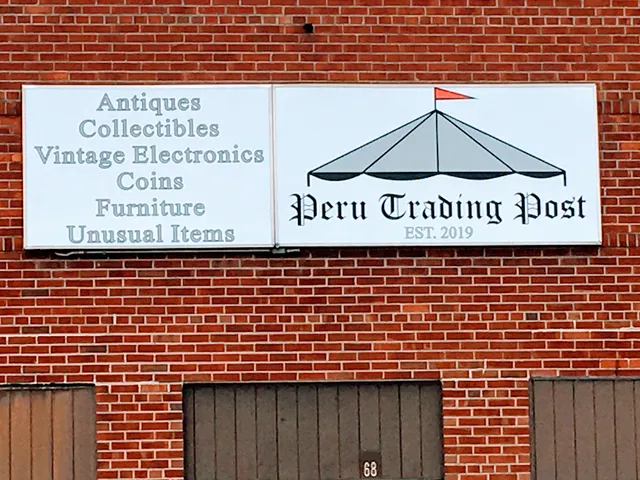 Antiques
Collectibles
Vintage Electronics
Coins
Furniture
Unusual Items
Peru Trading Post
EST. 2019
68